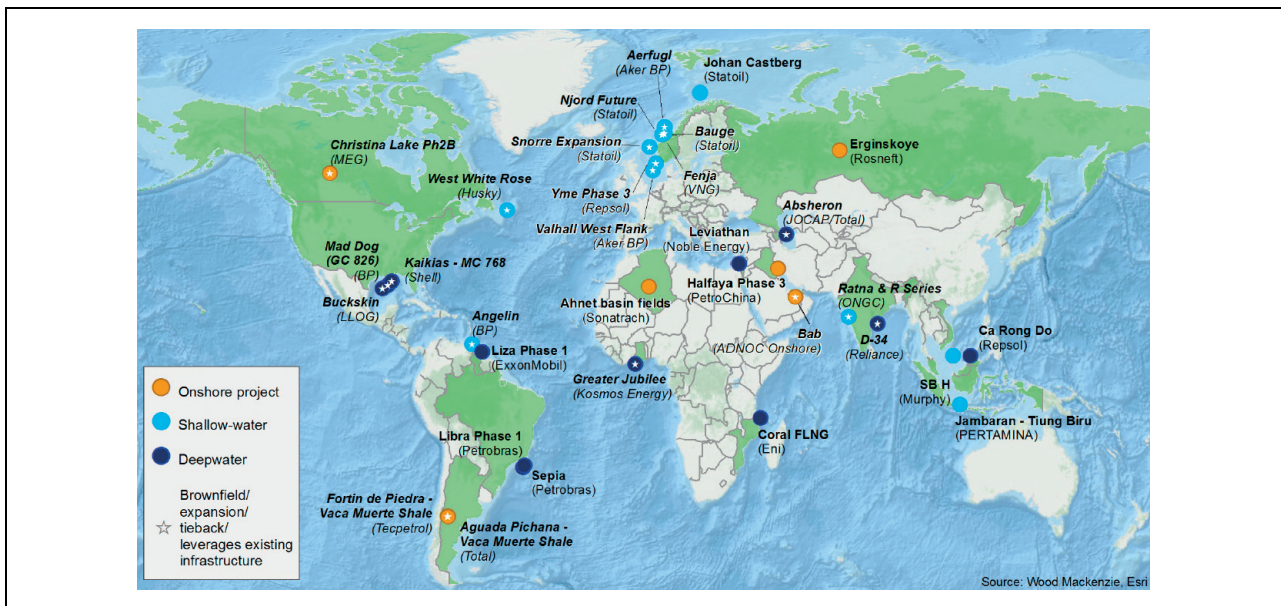 Aerfugl
(Aker BP)
Johan Castberg
(Statoil)
Njord Future
(Statoil)
Christina Lake Ph2B
(MEG)
Snorre Expansion
(Statoil)
Bauge
(Statoil)
Erginskoye
(Rosneft)
West White Rose
(Husky)
Fenja
(VNG)
Yme Phase 3
(Repsol)
Absheron
(JOCAP/Total)
Valhall West Flank
(Aker BP)
Leviathan
(Noble Energy)
Mad Dog
(GC 826)
(BP)
Kaikias - MC 768
(Shell)
Buckskin
(LLOG)
Ahnet basin fields
(Sonatrach)
Halfaya Phase 3
(PetroChina)
Ratna & R Series
(ONGC)
Angelin
(BP)
Bab
(ADNOC Onshore)
D-34
(Reliance)
Ca Rong Do
(Repsol)
Liza Phase 1
(ExxonMobil)
Greater Jubilee
(Kosmos Energy)
SB H
(Murphy)
Jambaran - Tiung Biru
(PERTAMINA)
Libra Phase 1
(Petrobras)
Coral FLNG
(Eni)
Sepia
(Petrobras)
Fortin de Piedra -
Vaca Muerte Shale
(Tecpetrol)
Aguada Pichana -
Vaca Muerte Shale
(Total)
Onshore project
Shallow-water
Deepwater
Brownfield/
expansion/
tieback/
leverages existing
infrastructure
Source: Wood Mackenzie, Esri